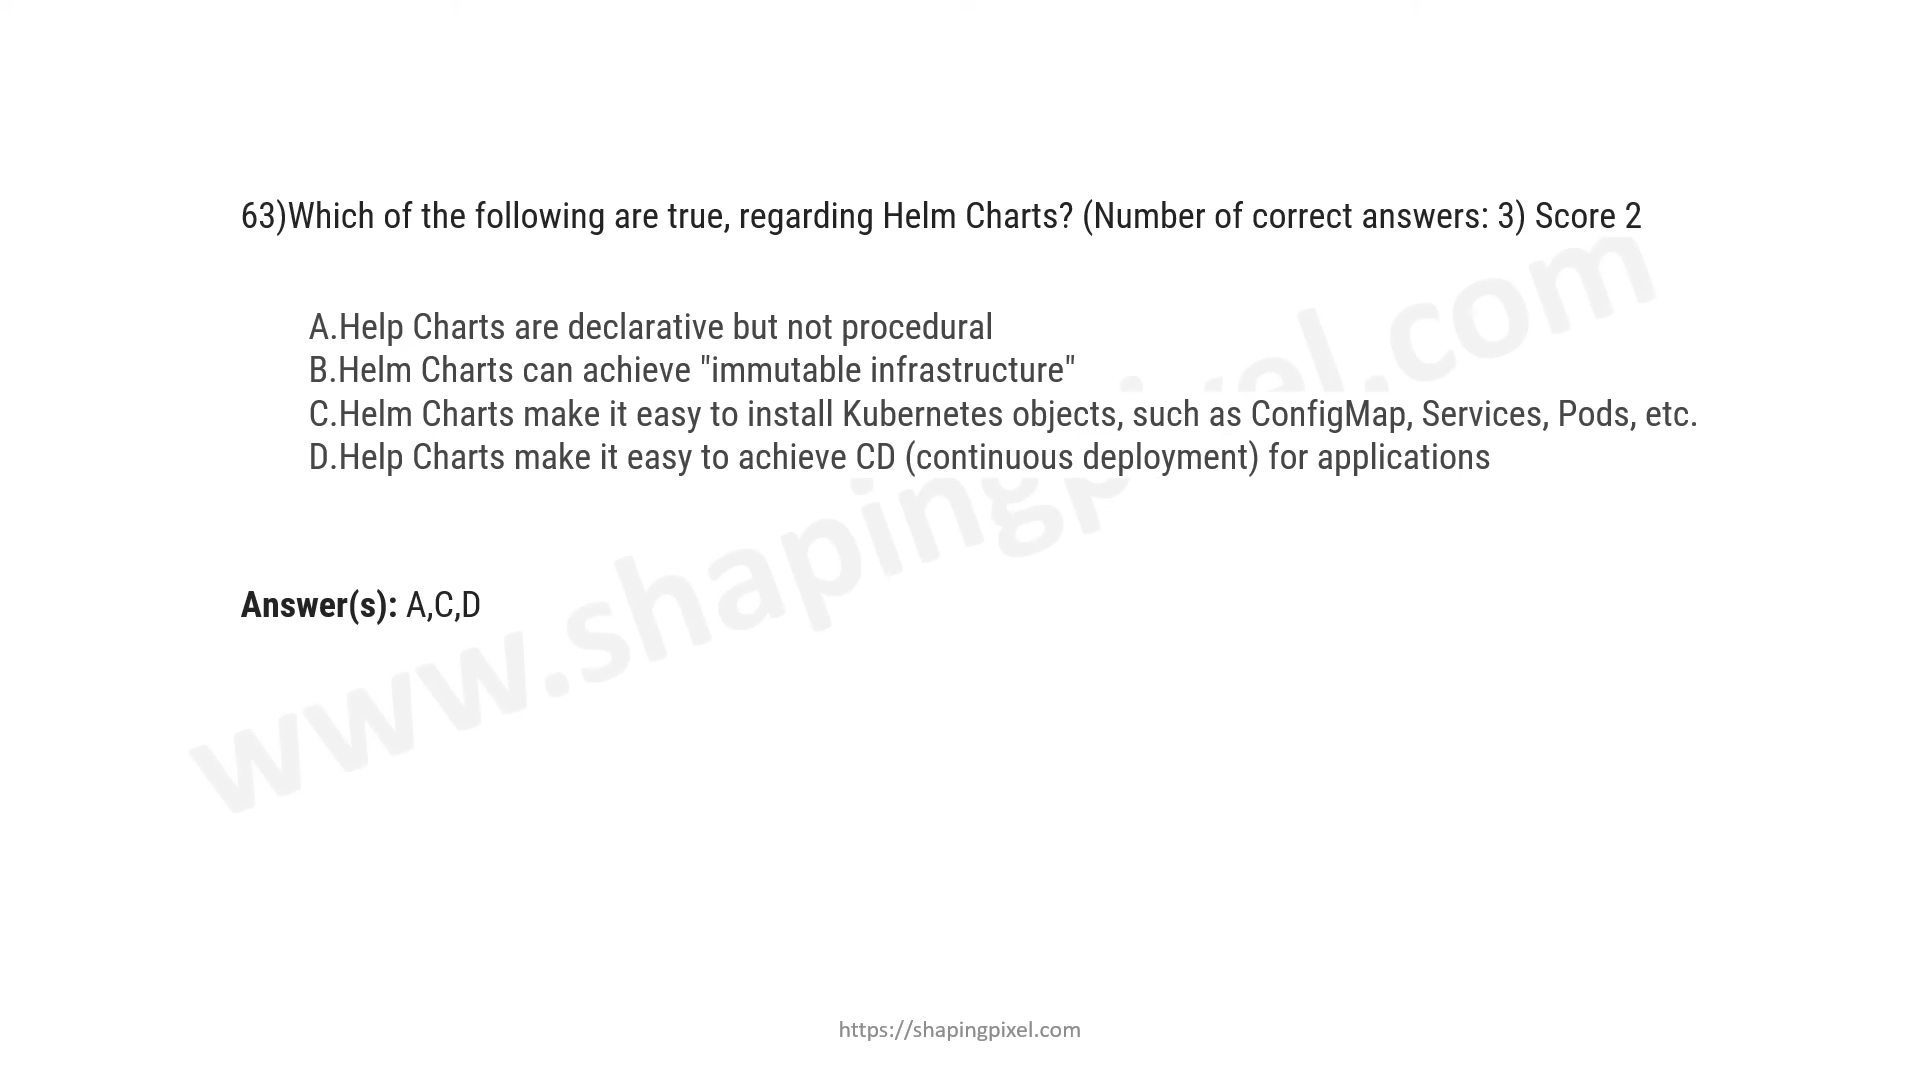 63)Which of the following are true, regarding Helm Charts? (Number of correct answers: 3) Score 2
A.Help Charts are declarative but not procedural
B.Helm Charts can achieve "immutable infrastructure"
C.Helm Charts make it easy to install Kubernetes objects, such as ConfigMap, Services, Pods, etc.
D.Help Charts make it easy to achieve CD (continuous deployment) for applications
Answer(s): A,C,D
www.shapingpixel.com
https://shapingpixel.com